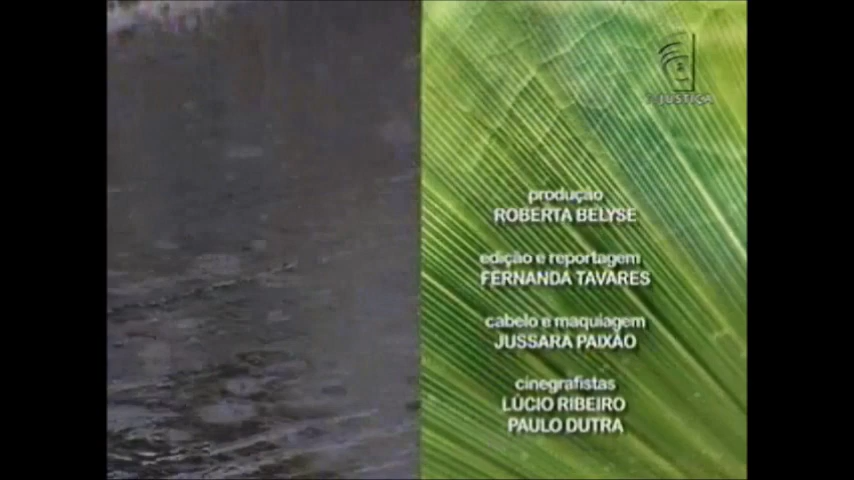 JUSTIÇA
produção
ROBERTA BELYSE
edição e reportagem
FERNANDA TAVARES
cabelo e maquiagem
JUSSARA PAIXÃO
cinegrafistas
LÚCIO RIBEIRO
PAULO DUTRA